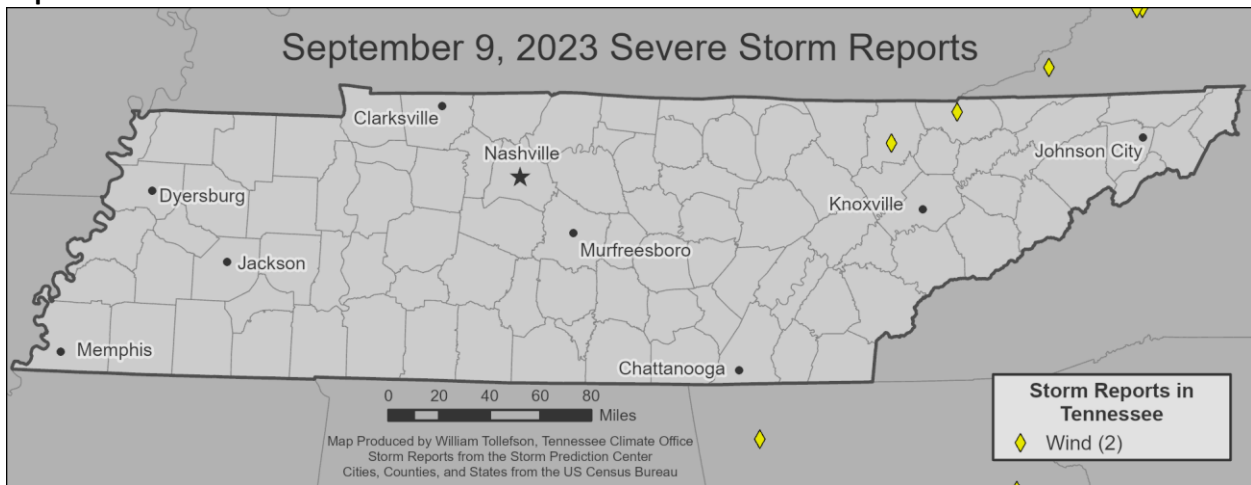 September 9, 2023 Severe Storm Reports
Clarksville
Nashville
Johnson City
Dyersburg
Knoxville
Murfreesboro
Jackson
Memphis
Chattanooga
0 20 40 60 80
Miles
Map Produced by William Tollefson, Tennessee Climate Office
Storm Reports from the Storm Prediction Center
Cities, Counties, and States from the US Census Bureau
Storm Reports in
Tennessee
Wind (2)